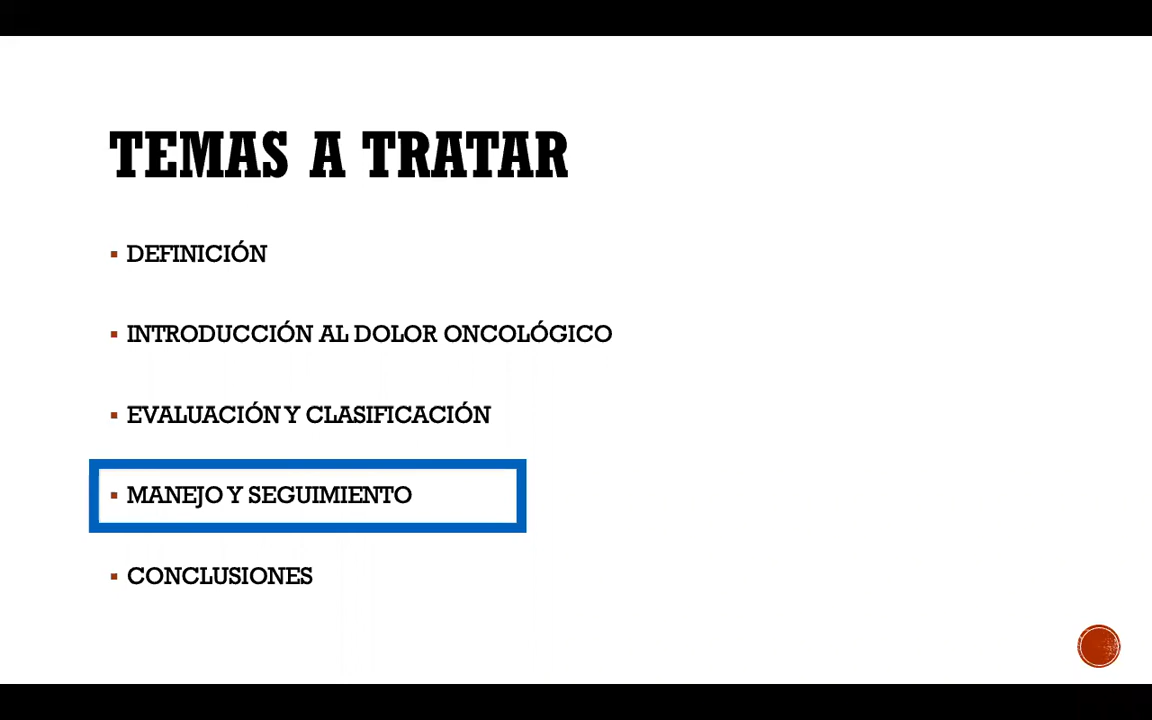 TEMAS A TRATAR
▪ DEFINICIÓN
▪ INTRODUCCIÓN AL DOLOR ONCOLÓGICO
▪ EVALUACIÓN Y CLASIFICACIÓN
▪ MANEJO Y SEGUIMIENTO
▪ CONCLUSIONES